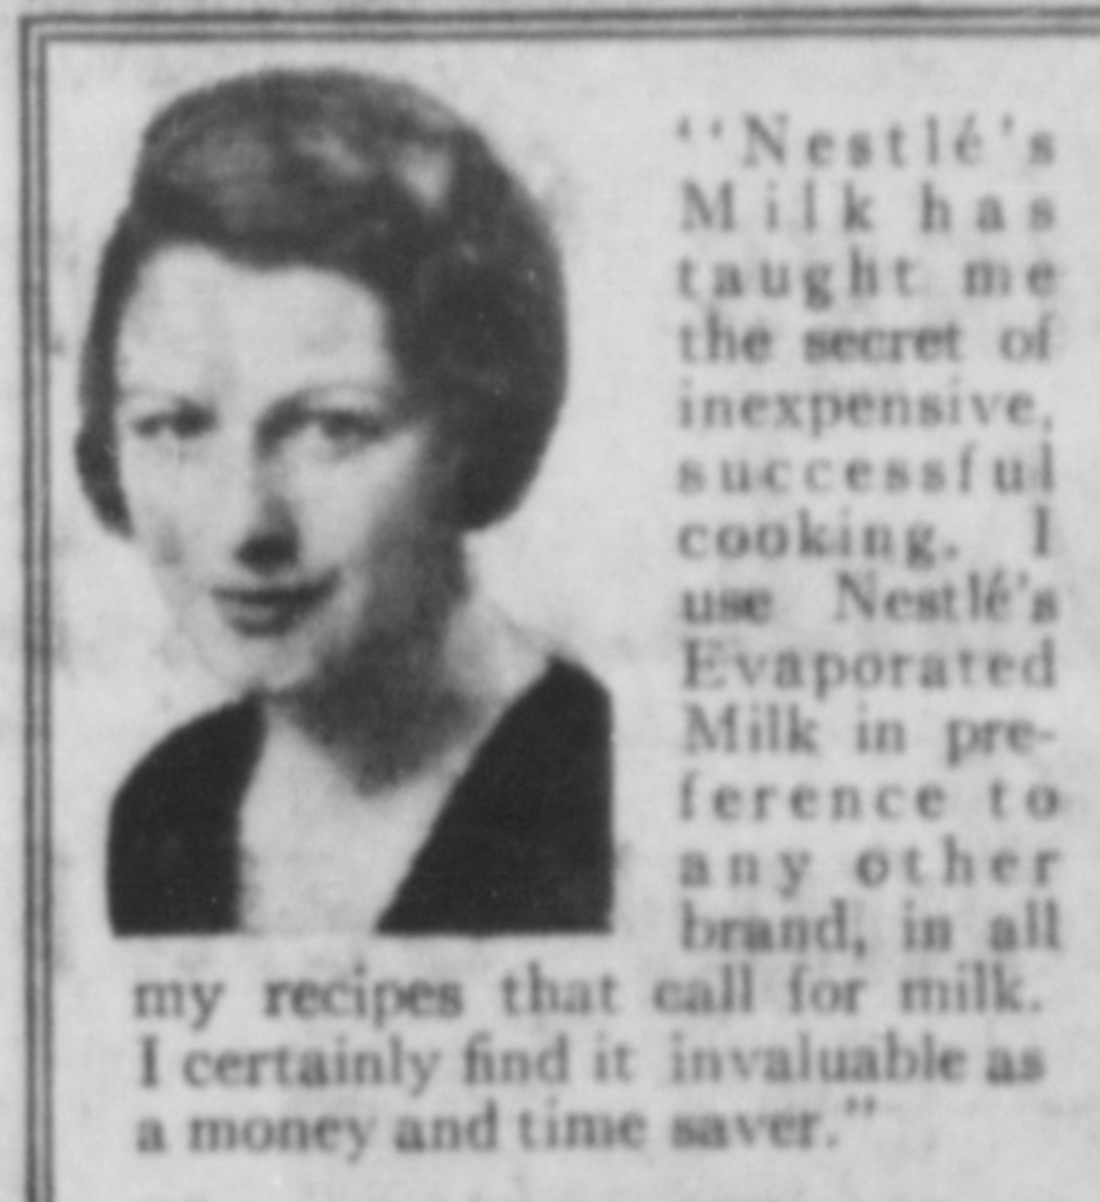 "Nestlé's
Milk has
taught me
the secret of
inexpensive,
successful
cooking. I
use Nestlé's
Evaporated
Milk in pre-
ference to
any other
brand, in all
my recipes that call for milk.
I certainly find it invaluable as
a money and time saver."